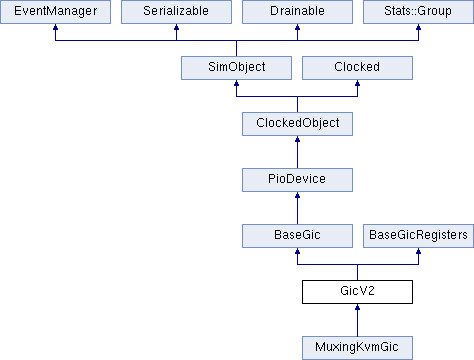 EventManager Serializable Drainable Stats::Group
SimObject Clocked
ClockedObject
PioDevice
BaseGic BaseGicRegisters
GicV2
MuxingKvmGic